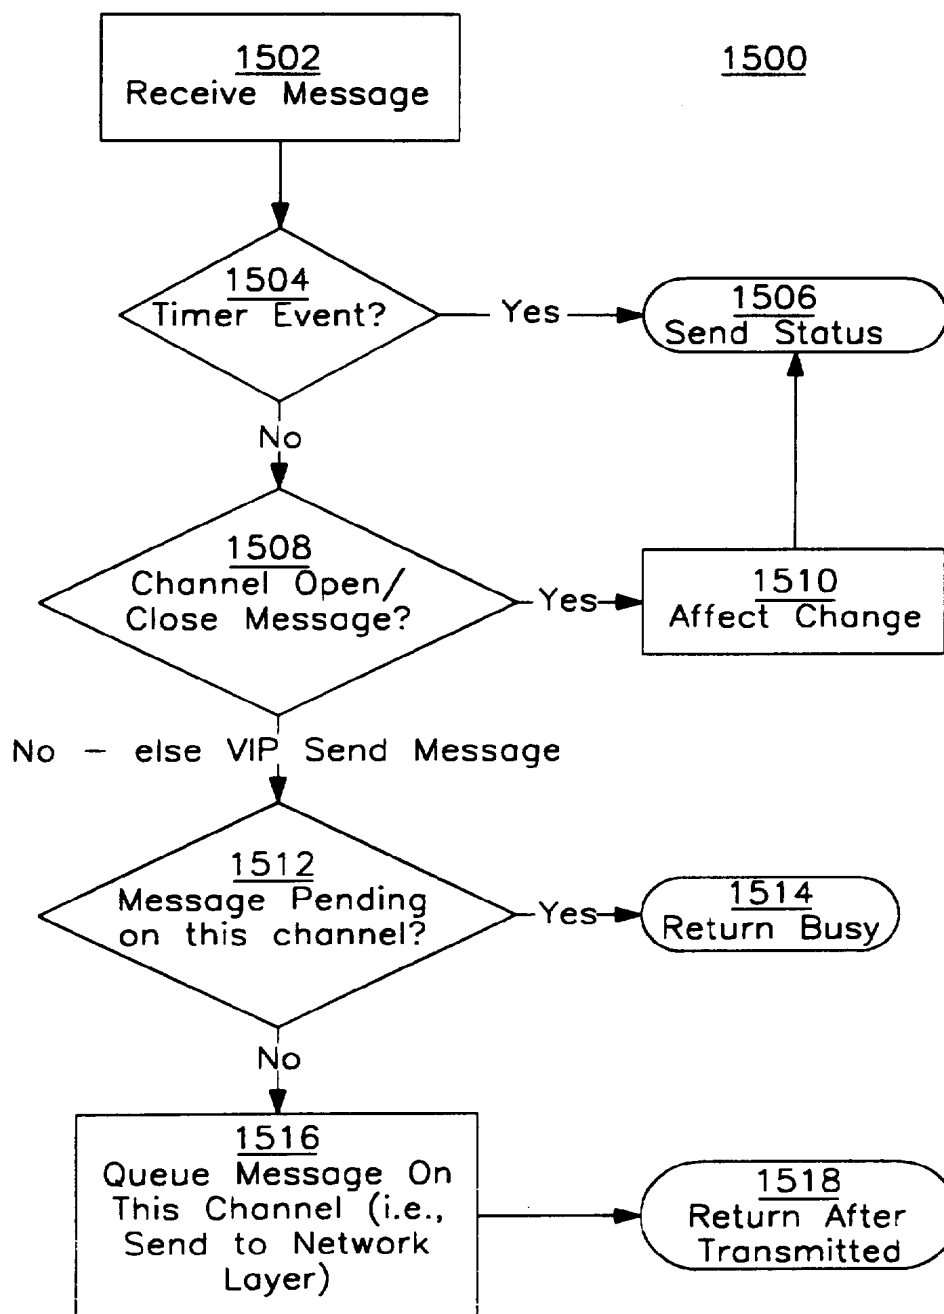 1502
Receive Message
1500
1504
Timer Event?
Yes
1506
Send Status
No
1508
Channel Open/
Close Message?
Yes
1510
Affect Change
No - else VIP Send Message
1512
Message Pending
on this channel?
Yes
1514
Return Busy
No
1516
Queue Message On
This Channel (i.e.,
Send to Network
Layer)
1518
Return After
Transmitted